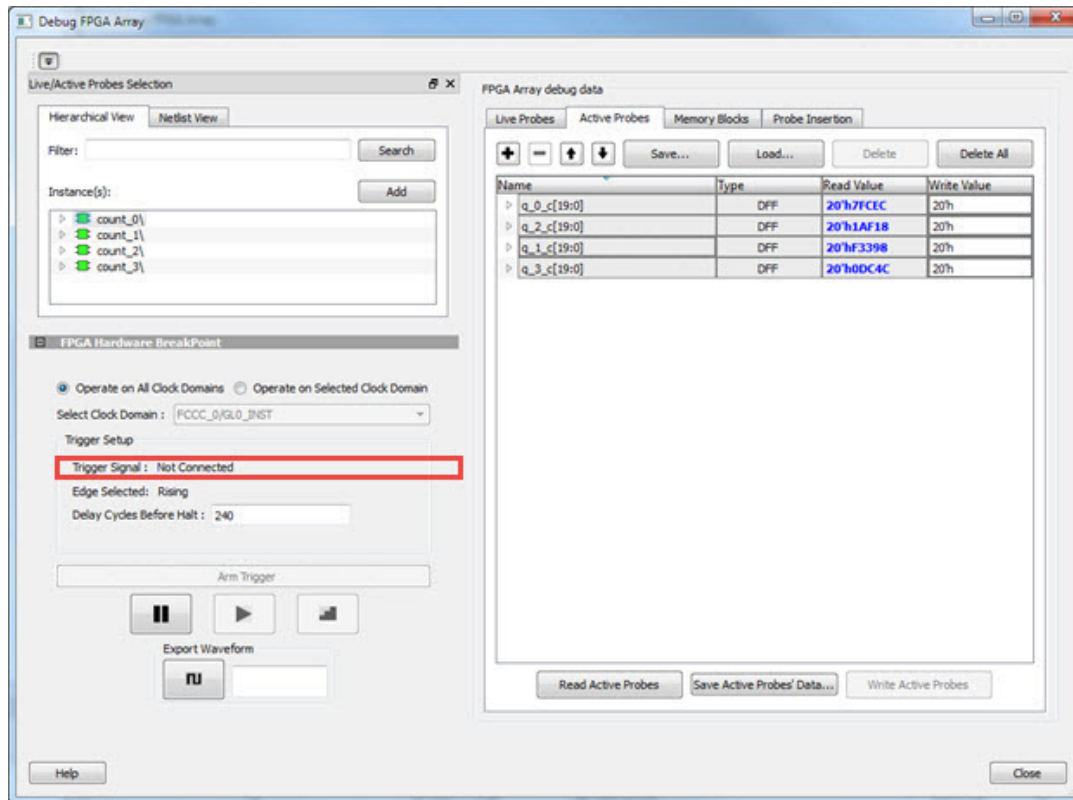 Debug FPGA Array
Live/Active Probes Selection
Hierarchical View Netlist View
Filter: Search
Instance(s): Add
count_0\
count_1\
count_2\
count_3\
FPGA Hardware BreakPoint
Operate on All Clock Domains Operate on Selected Clock Domain
Select Clock Domain : FCCC_0/GL0_INST
Trigger Setup
Trigger Signal : Not Connected
Edge Selected: Rising
Delay Cycles Before Halt : 240
Arm Trigger
Export Waveform
Help
FPGA Array debug data
Live Probes Active Probes Memory Blocks Probe Insertion
Save... Load... Delete Delete All
Name Type Read Value Write Value
q_0_c[19:0] DFF 20'h7FCEC 20'h
q_2_c[19:0] DFF 20'h1AF18 20'h
q_1_c[19:0] DFF 20'hF3398 20'h
q_3_c[19:0] DFF 20'h0DC4C 20'h
Read Active Probes Save Active Probes' Data... Write Active Probes
Close